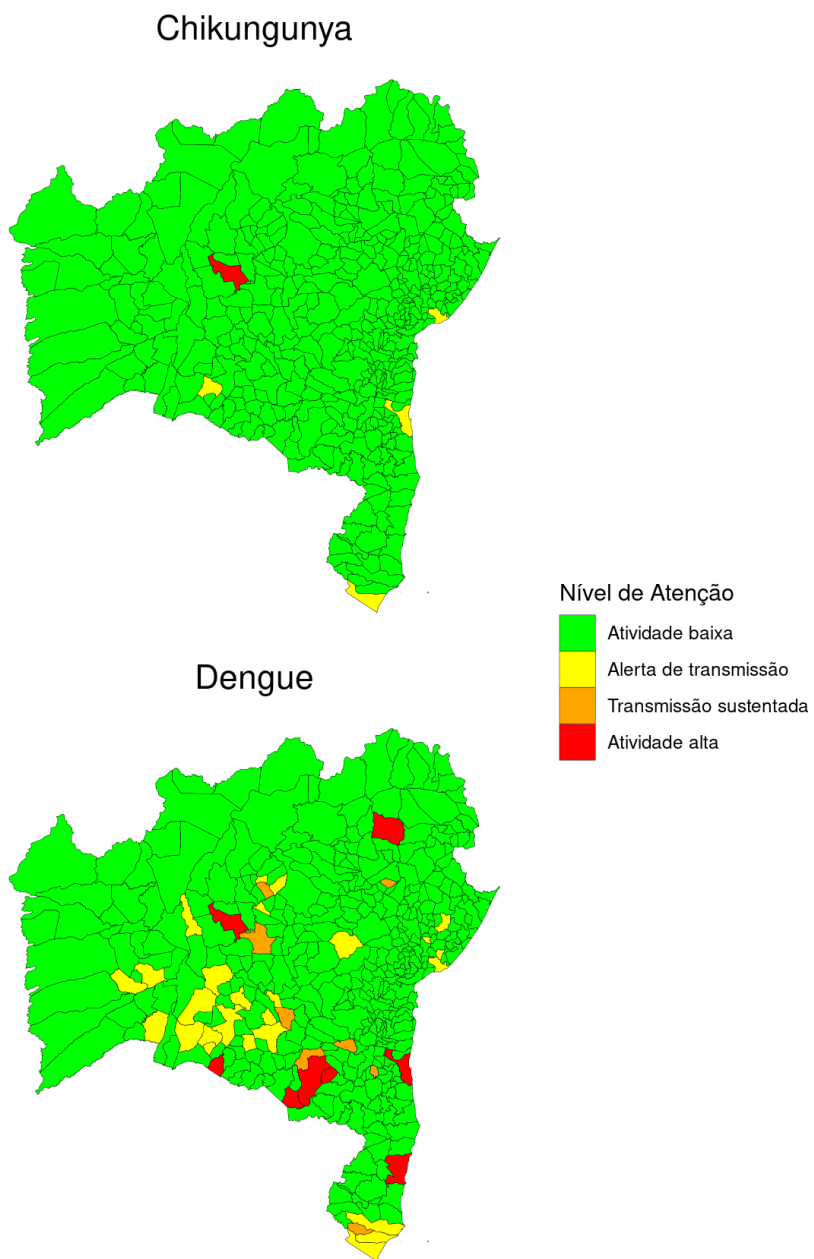 Chikungunya
Nível de Atenção
Atividade baixa
Alerta de transmissão
Transmissão sustentada
Atividade alta
Dengue